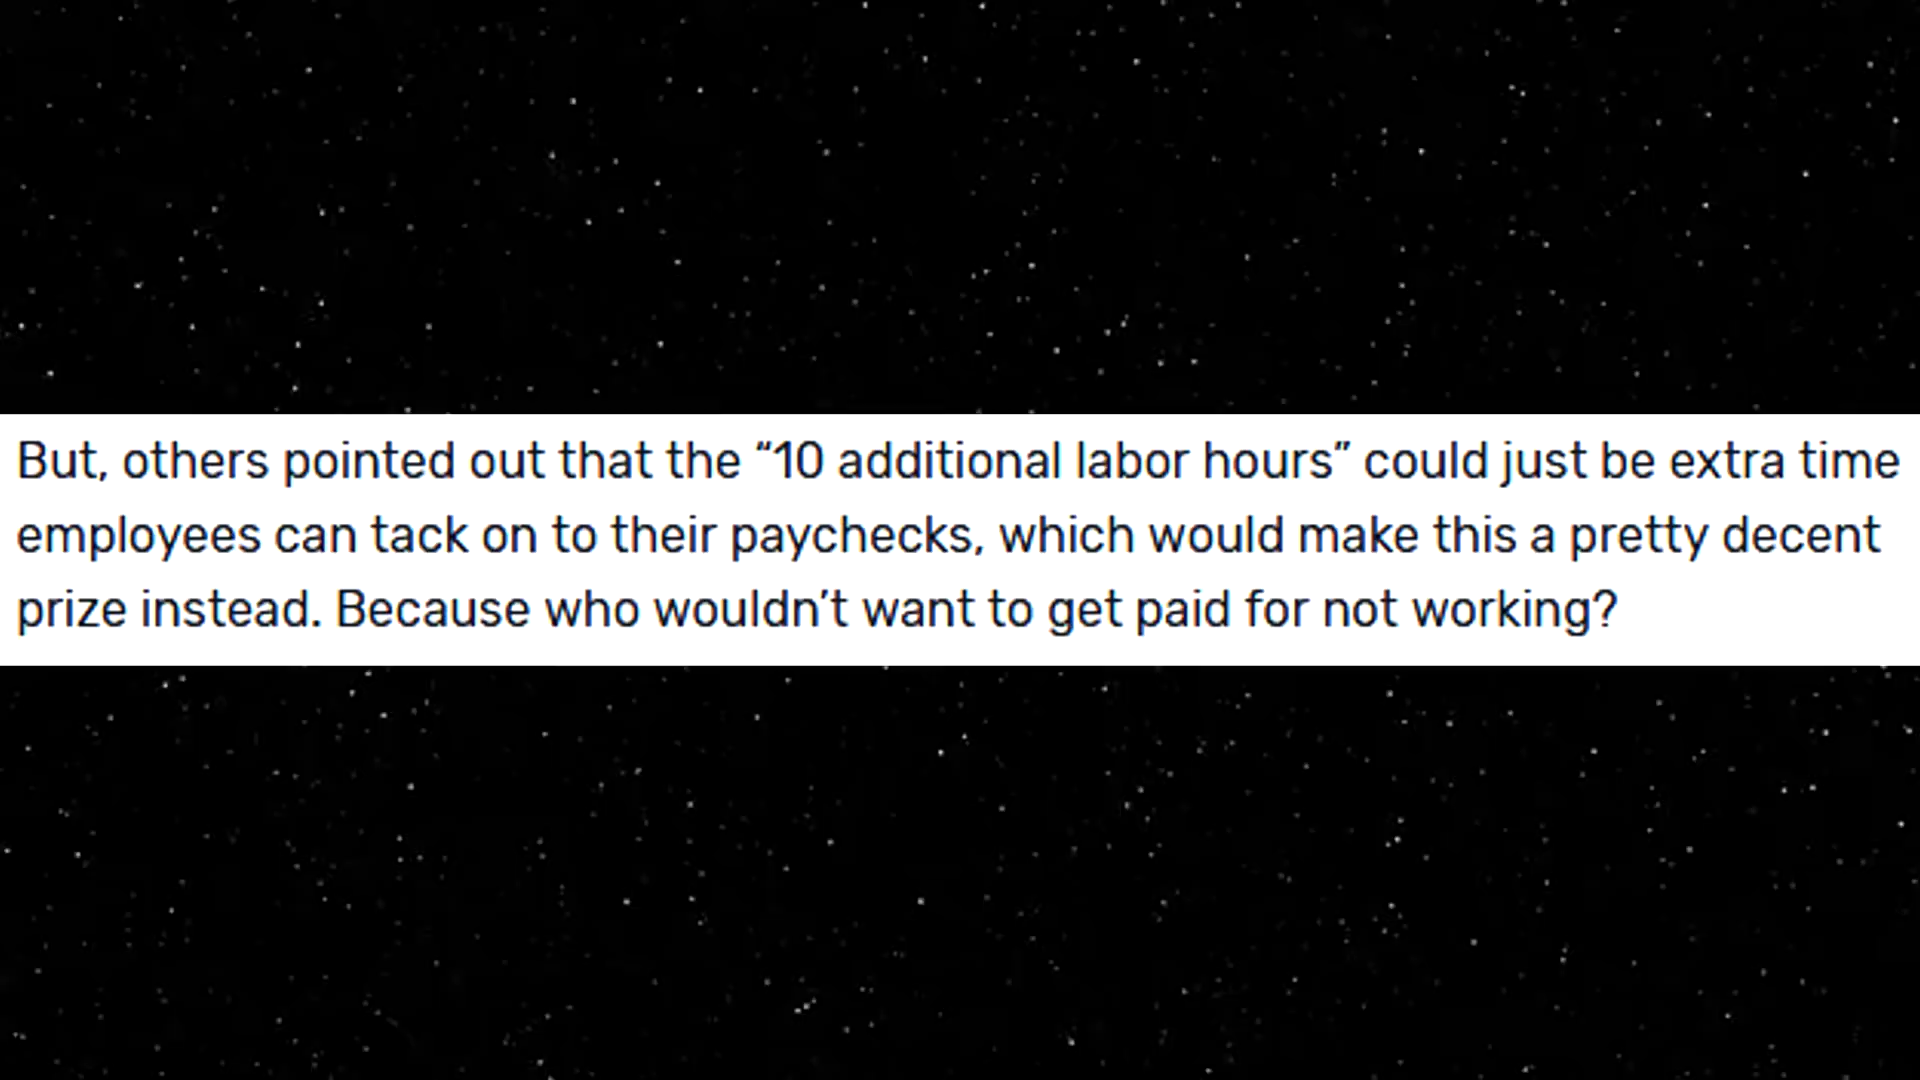 But, others pointed out that the “10 additional labor hours” could just be extra time
employees can tack on to their paychecks, which would make this a pretty decent
prize instead. Because who wouldn’t want to get paid for not working?